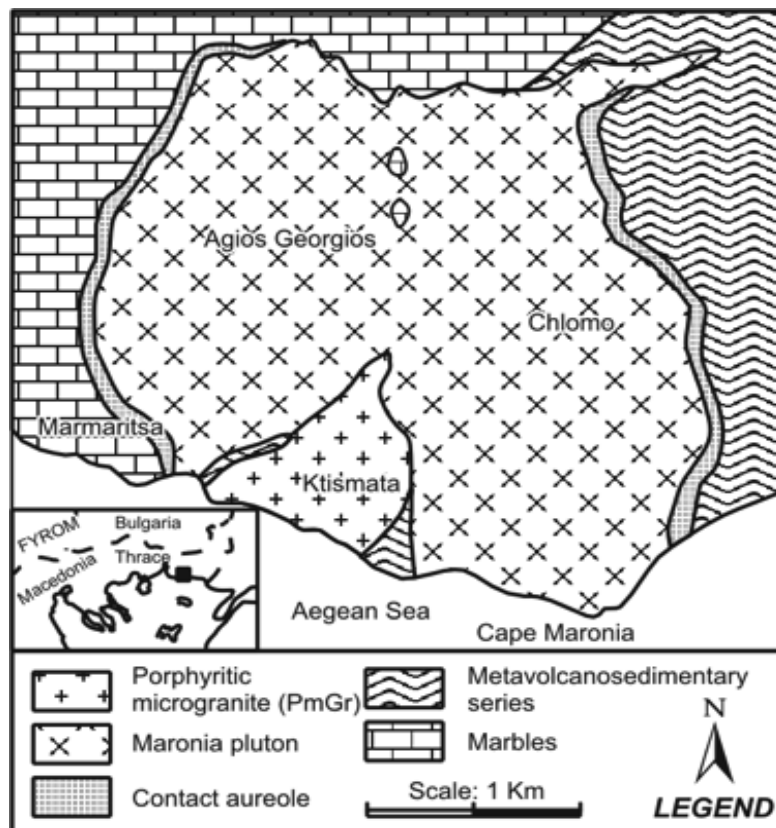 Agios Georgios
Chlomo
Marmaritsa
Ktismata
FYROM
Bulgaria
Thrace
Macedonia
Aegean Sea
Cape Maronia
Porphyritic
microgranite (PmGr)
Maronia pluton
Contact aureole
Metavolcanosedimentary
series
Marbles
Scale: 1 Km
N
LEGEND